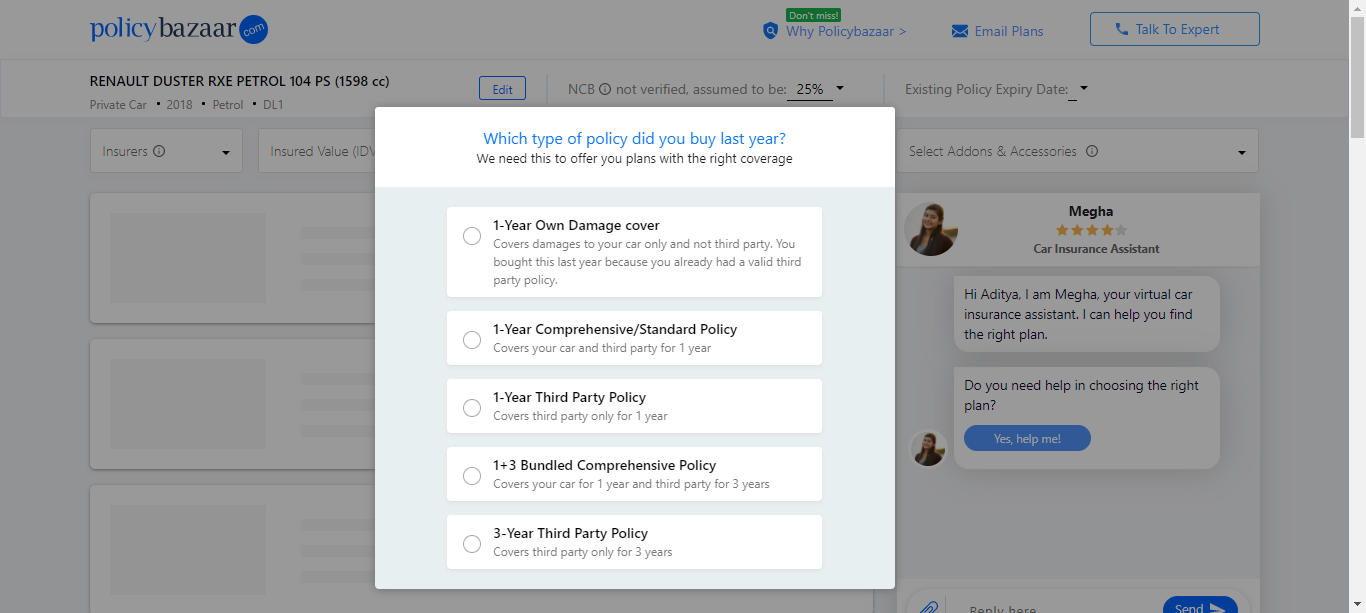 policybazaar.com
Don't miss!
Why Policybazaar >
Email Plans
Talk To Expert
RENAULT DUSTER RXE PETROL 104 PS (1598 cc)
Private Car • 2018 • Petrol • DL1
Edit
NCB not verified, assumed to be: 25%
Existing Policy Expiry Date:
Insurers
Insured Value (IDV
Select Addons & Accessories
Which type of policy did you buy last year?
We need this to offer you plans with the right coverage
1-Year Own Damage cover
Covers damages to your car only and not third party. You
bought this last year because you already had a valid third
party policy.
1-Year Comprehensive/Standard Policy
Covers your car and third party for 1 year
1-Year Third Party Policy
Covers third party only for 1 year
1+3 Bundled Comprehensive Policy
Covers your car for 1 year and third party for 3 years
3-Year Third Party Policy
Covers third party only for 3 years
Megha
Car Insurance Assistant
Hi Aditya, I am Megha, your virtual car
insurance assistant. I can help you find
the right plan.
Do you need help in choosing the right
plan?
Yes, help me!
Reply here
Send